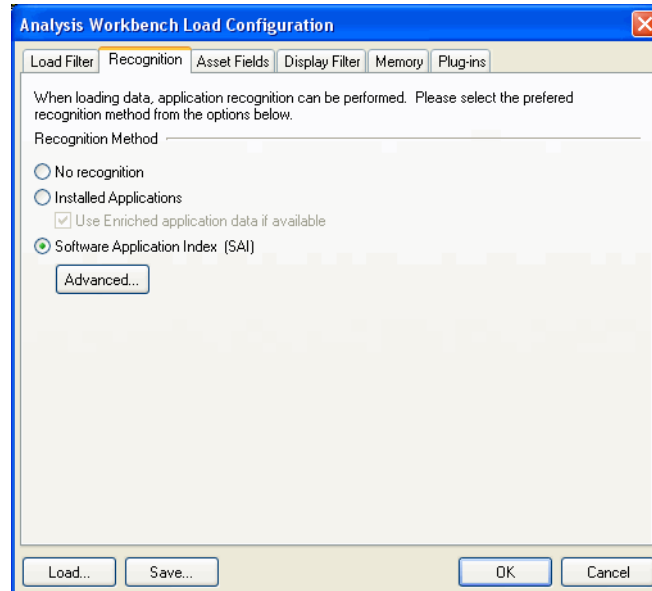 Analysis Workbench Load Configuration
Load Filter Recognition Asset Fields Display Filter Memory Plug-ins
When loading data, application recognition can be performed. Please select the prefered
recognition method from the options below.
Recognition Method
No recognition
Installed Applications
Use Enriched application data if available
Software Application Index (SAI)
Advanced...
Load... Save... OK Cancel